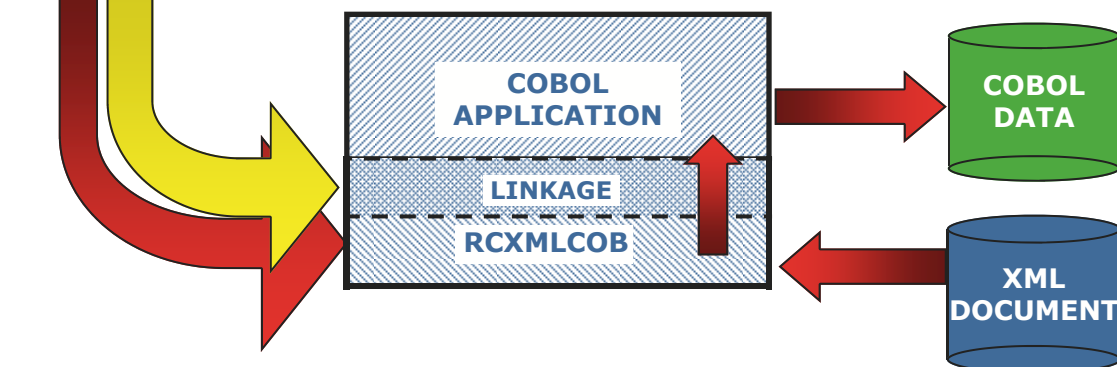 COBOL
APPLICATION
LINKAGE
RCXMLCOB
COBOL
DATA
XML
DOCUMENT